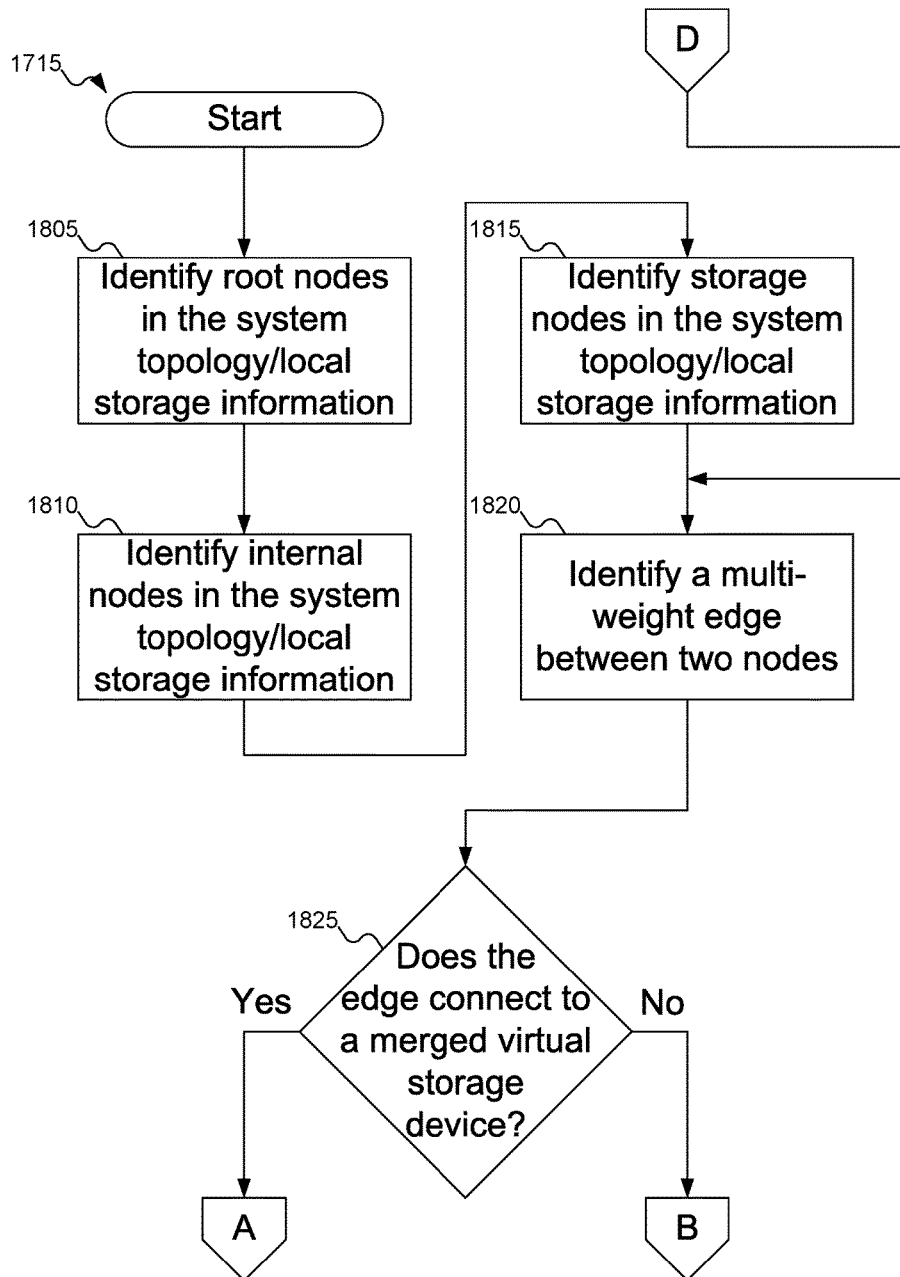 1715
Start
1805
Identify root nodes
in the system
topology/local
storage information
1810
Identify internal
nodes in the system
topology/local
storage information
D
1815
Identify storage
nodes in the system
topology/local
storage information
1820
Identify a multi-
weight edge
between two nodes
1825
Does the
edge connect to
a merged virtual
storage
device?
Yes
No
A
B